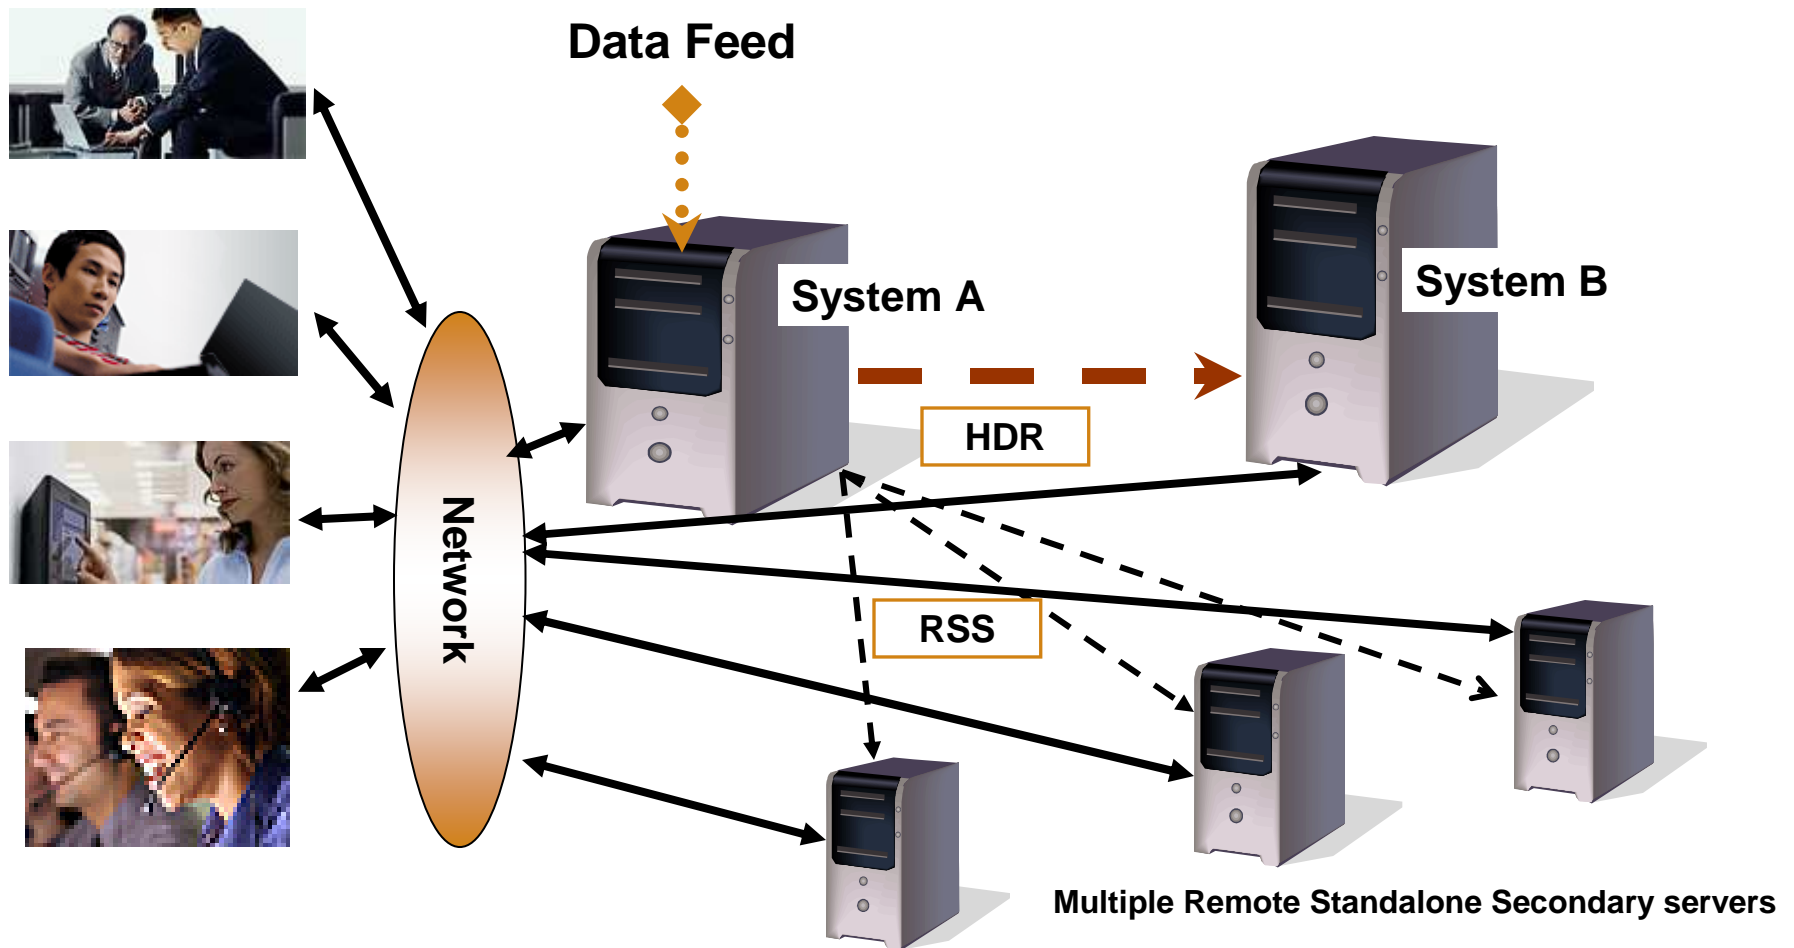 Data Feed
System A
System B
HDR
Network
RSS
Multiple Remote Standalone Secondary servers